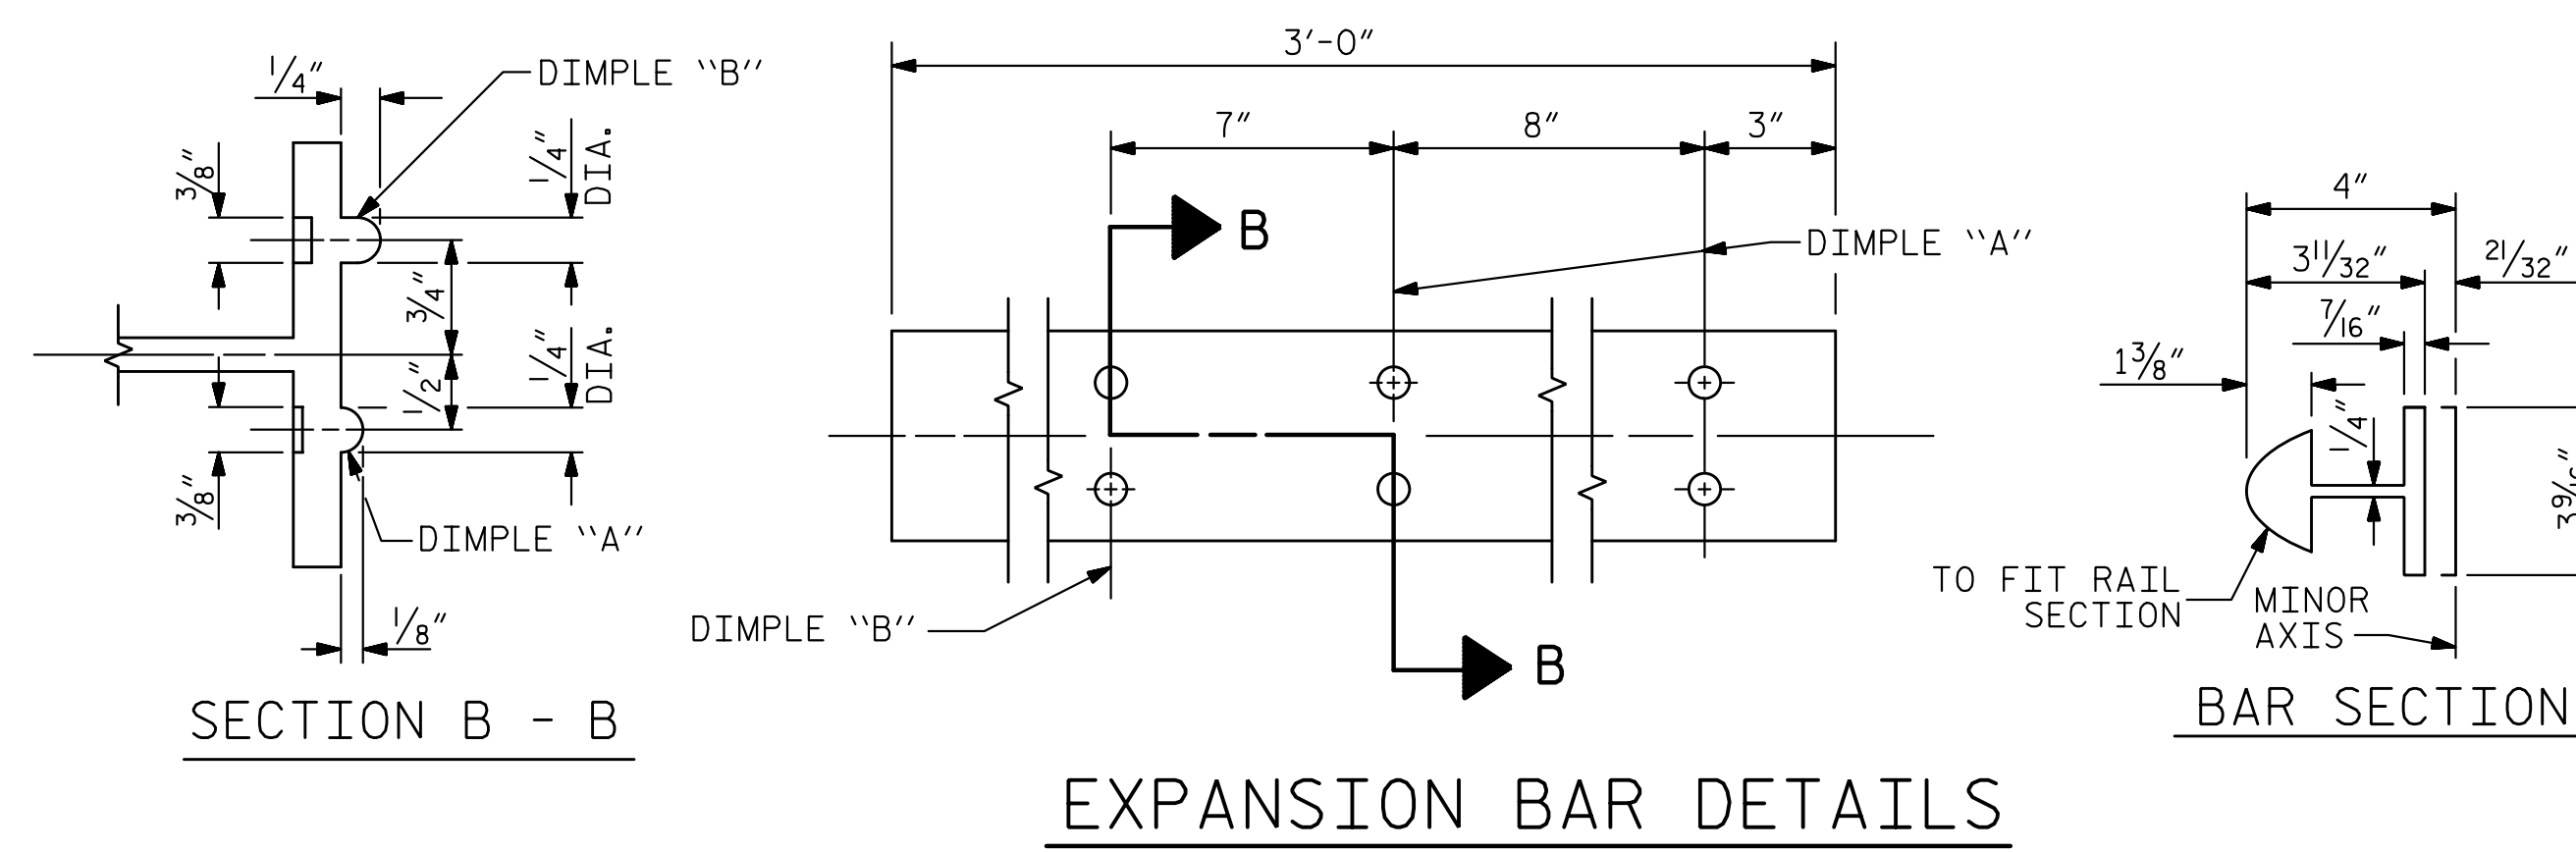 1/4"
DIMPLE ``B''
3/8"
1/4" DIA.
3/4"
1/2"
1/4" DIA.
3/8"
DIMPLE ``A''
1/8"
SECTION B - B
3'-0"
7"
8"
3"
B
DIMPLE ``A''
DIMPLE ``B''
B
EXPANSION BAR DETAILS
4"
3 11/32"
21/32"
7/16"
1 3/8"
1/4"
TO FIT RAIL
SECTION
MINOR
AXIS
BAR SECTION